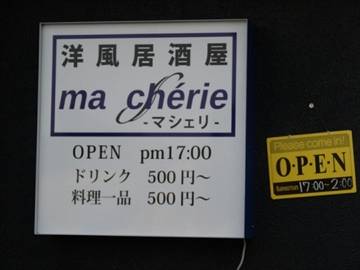 洋風居酒屋
ma chérie
-マシェリ-
OPEN pm17:00
ドリンク 500円～
料理一品 500円～
Please come in!
O·P·E·N
17:00~2:00